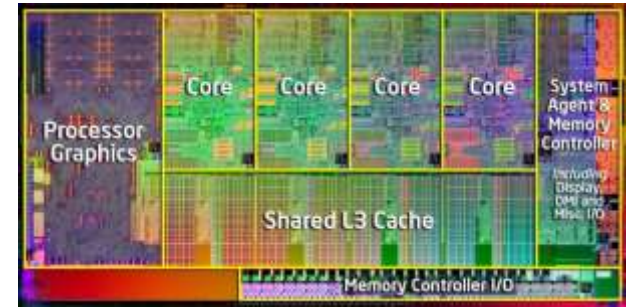 Processor
Graphics
Core
Core
Core
Core
System
Agent &
Memory
Controller
including
Display,
DMI and
Misc. I/O
Shared L3 Cache
Memory Controller I/O